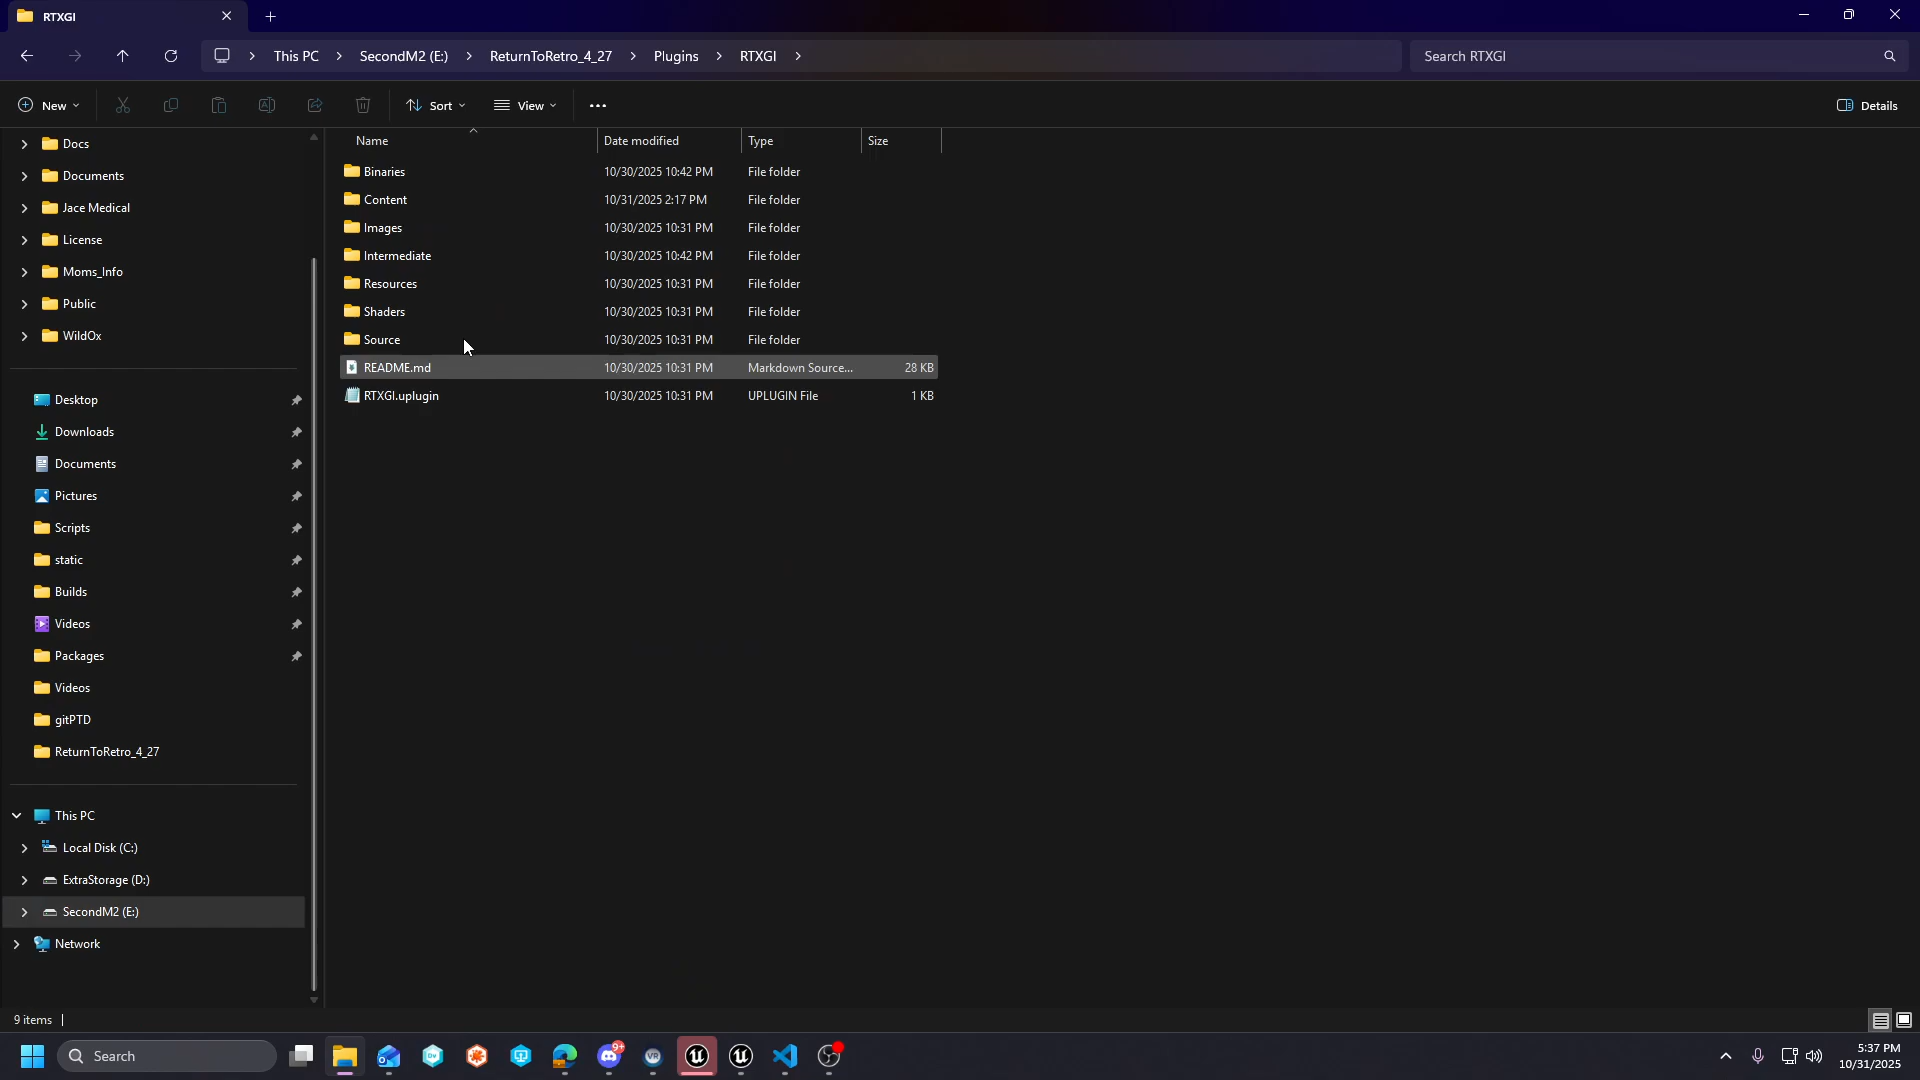 RTXGI
This PC
SecondM2 (E:)
ReturnToRetro_4_27
Plugins
RTXGI
Search RTXGI
New
Sort
View
Details
Docs
Documents
Jace Medical
License
Moms_Info
Public
WildOx
Desktop
Downloads
Documents
Pictures
Scripts
static
Builds
Videos
Packages
Videos
gitPTD
ReturnToRetro_4_27
This PC
Local Disk (C:)
ExtraStorage (D:)
SecondM2 (E:)
Network
Name Date modified Type Size
Binaries 10/30/2025 10:42 PM File folder
Content 10/31/2025 2:17 PM File folder
Images 10/30/2025 10:31 PM File folder
Intermediate 10/30/2025 10:42 PM File folder
Resources 10/30/2025 10:31 PM File folder
Shaders 10/30/2025 10:31 PM File folder
Source 10/30/2025 10:31 PM File folder
README.md 10/30/2025 10:31 PM Markdown Source... 28 KB
RTXGI.uplugin 10/30/2025 10:31 PM UPLUGIN File 1 KB
9 items
Search
9+
VR
5:37 PM
10/31/2025